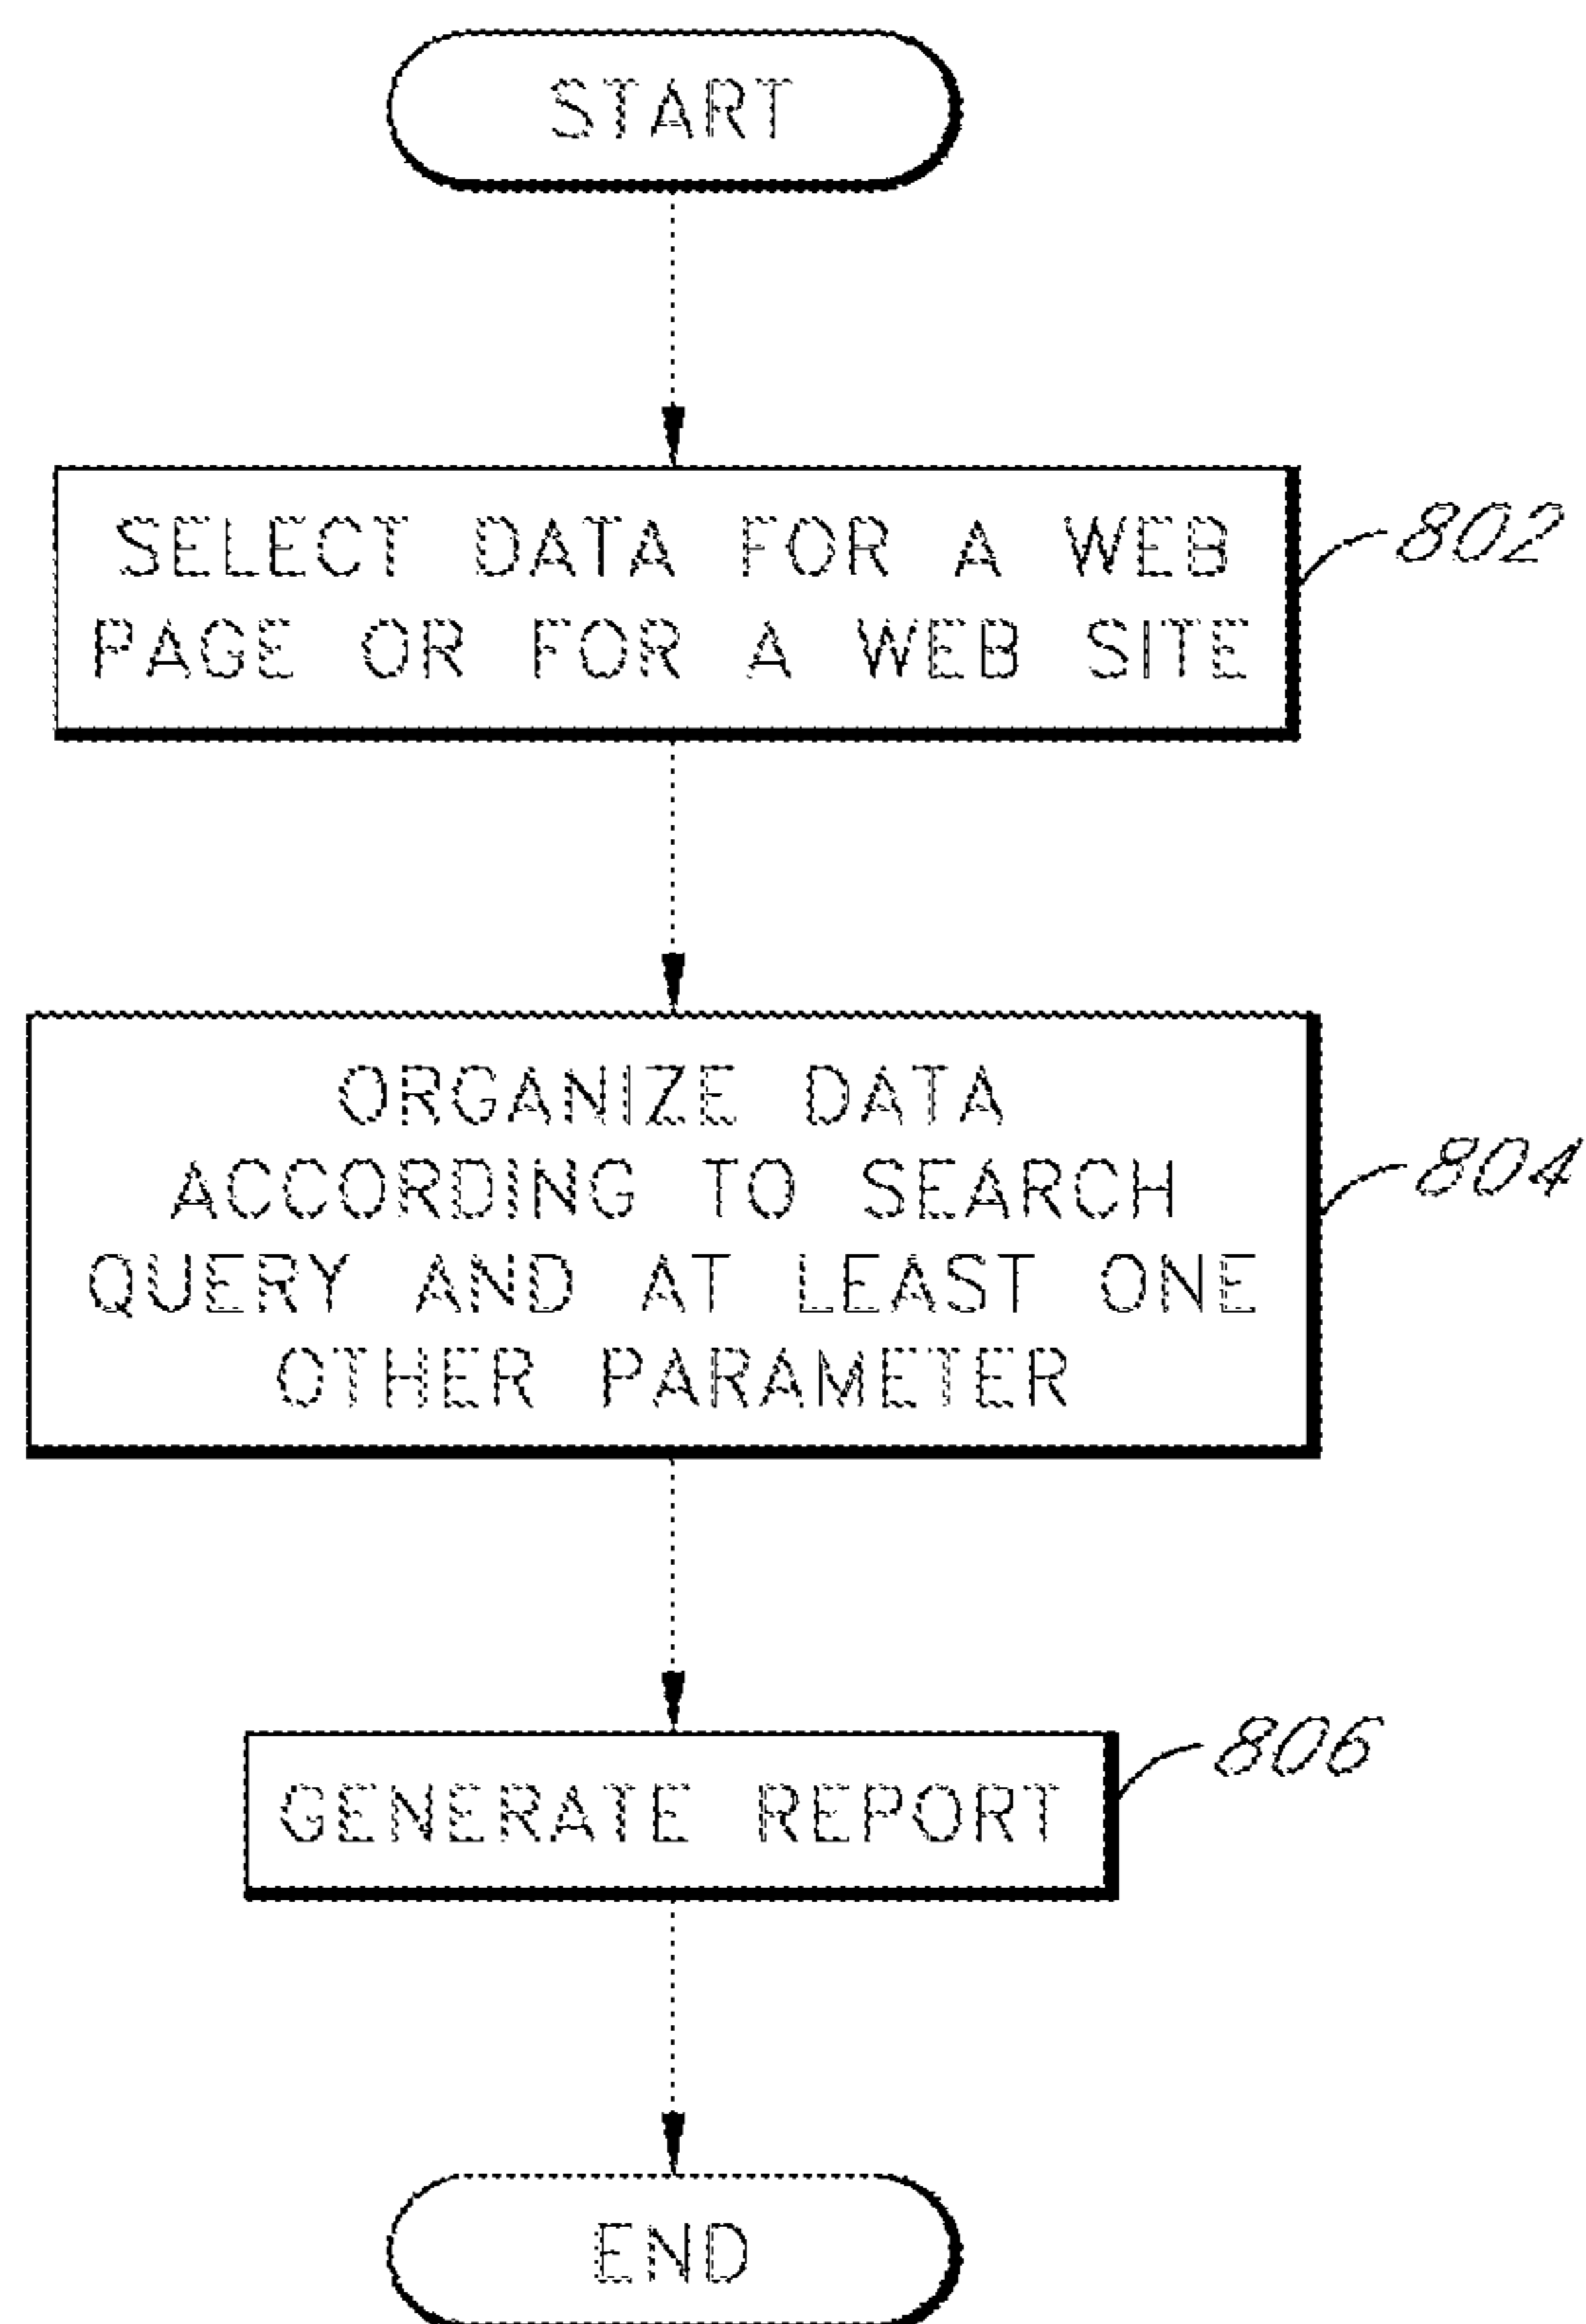 START
SELECT DATA FOR A WEB
PAGE OR FOR A WEB SITE
802
ORGANIZE DATA
ACCORDING TO SEARCH
QUERY AND AT LEAST ONE
OTHER PARAMETER
804
GENERATE REPORT
806
END